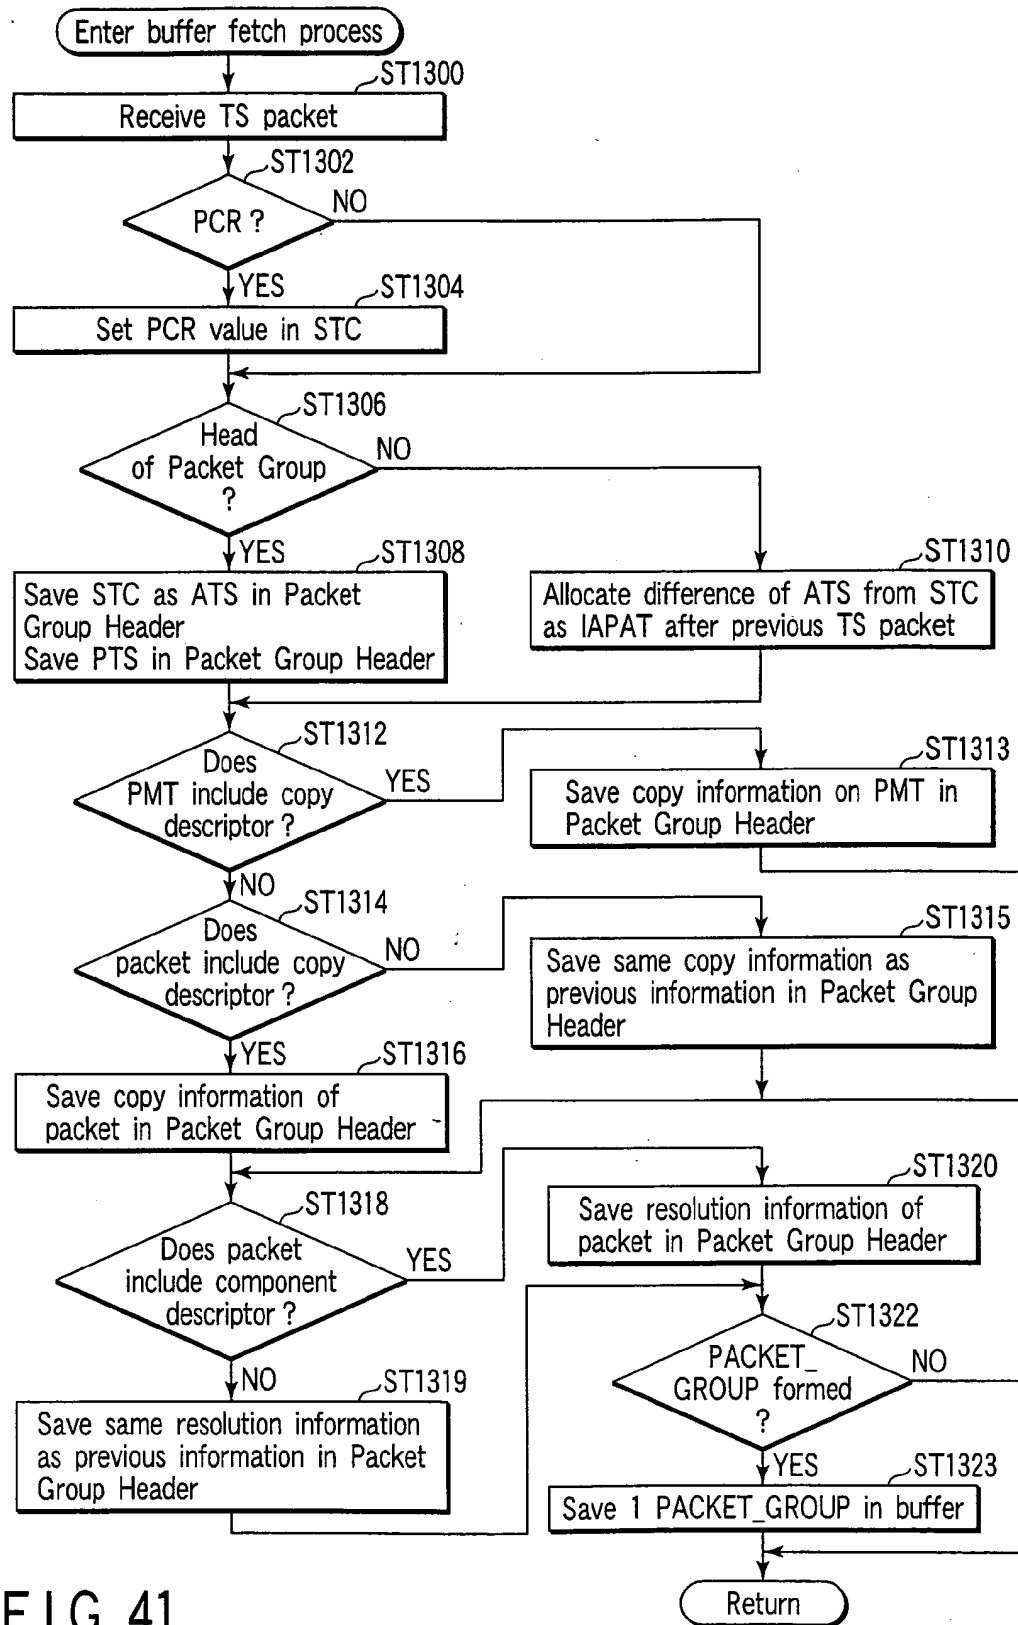 Enter buffer fetch process
ST1300
Receive TS packet
ST1302
PCR ?
NO
YES
ST1304
Set PCR value in STC
ST1306
Head
of Packet Group
?
NO
YES
ST1308
Save STC as ATS in Packet
Group Header
Save PTS in Packet Group Header
ST1310
Allocate difference of ATS from STC
as IAPAT after previous TS packet
ST1312
Does
PMT include copy
descriptor ?
YES
NO
ST1313
Save copy information on PMT in
Packet Group Header
ST1314
Does
packet include copy
descriptor ?
NO
YES
ST1315
Save same copy information as
previous information in Packet Group
Header
ST1316
Save copy information of
packet in Packet Group Header
ST1318
Does packet
include component
descriptor ?
YES
NO
ST1320
Save resolution information of
packet in Packet Group Header
ST1319
Save same resolution information
as previous information in Packet
Group Header
ST1322
PACKET_
GROUP formed
?
NO
YES
ST1323
Save 1 PACKET_GROUP in buffer
Return
FIG. 41